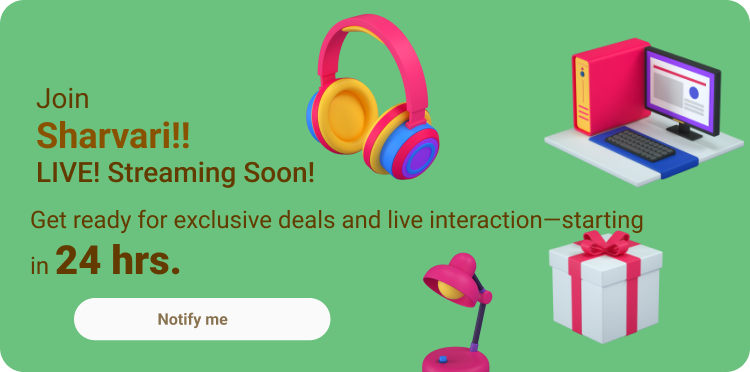 Join
Sharvari!!
LIVE! Streaming Soon!
Get ready for exclusive deals and live interaction—starting
in 24 hrs.
Notify me